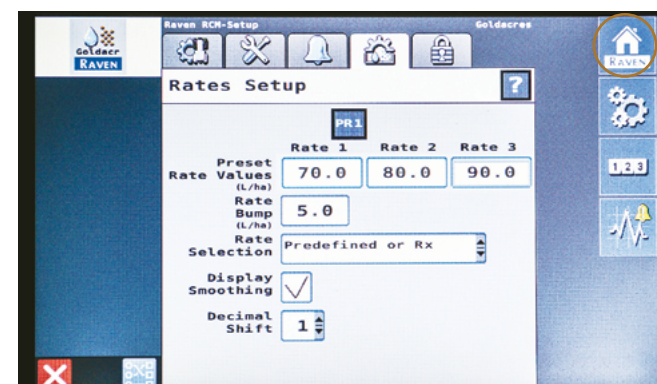 Raven RCM-Setup
Goldacres
Goldacr
RAVEN
RAVEN
Rates Setup
?
PR1
Rate 1 Rate 2 Rate 3
Preset
Rate Values
(L/ha)
70.0 80.0 90.0
Rate
Bump
(L/ha)
5.0
Rate
Selection
Predefined or Rx
Display
Smoothing
Decimal
Shift
1
1,2,3